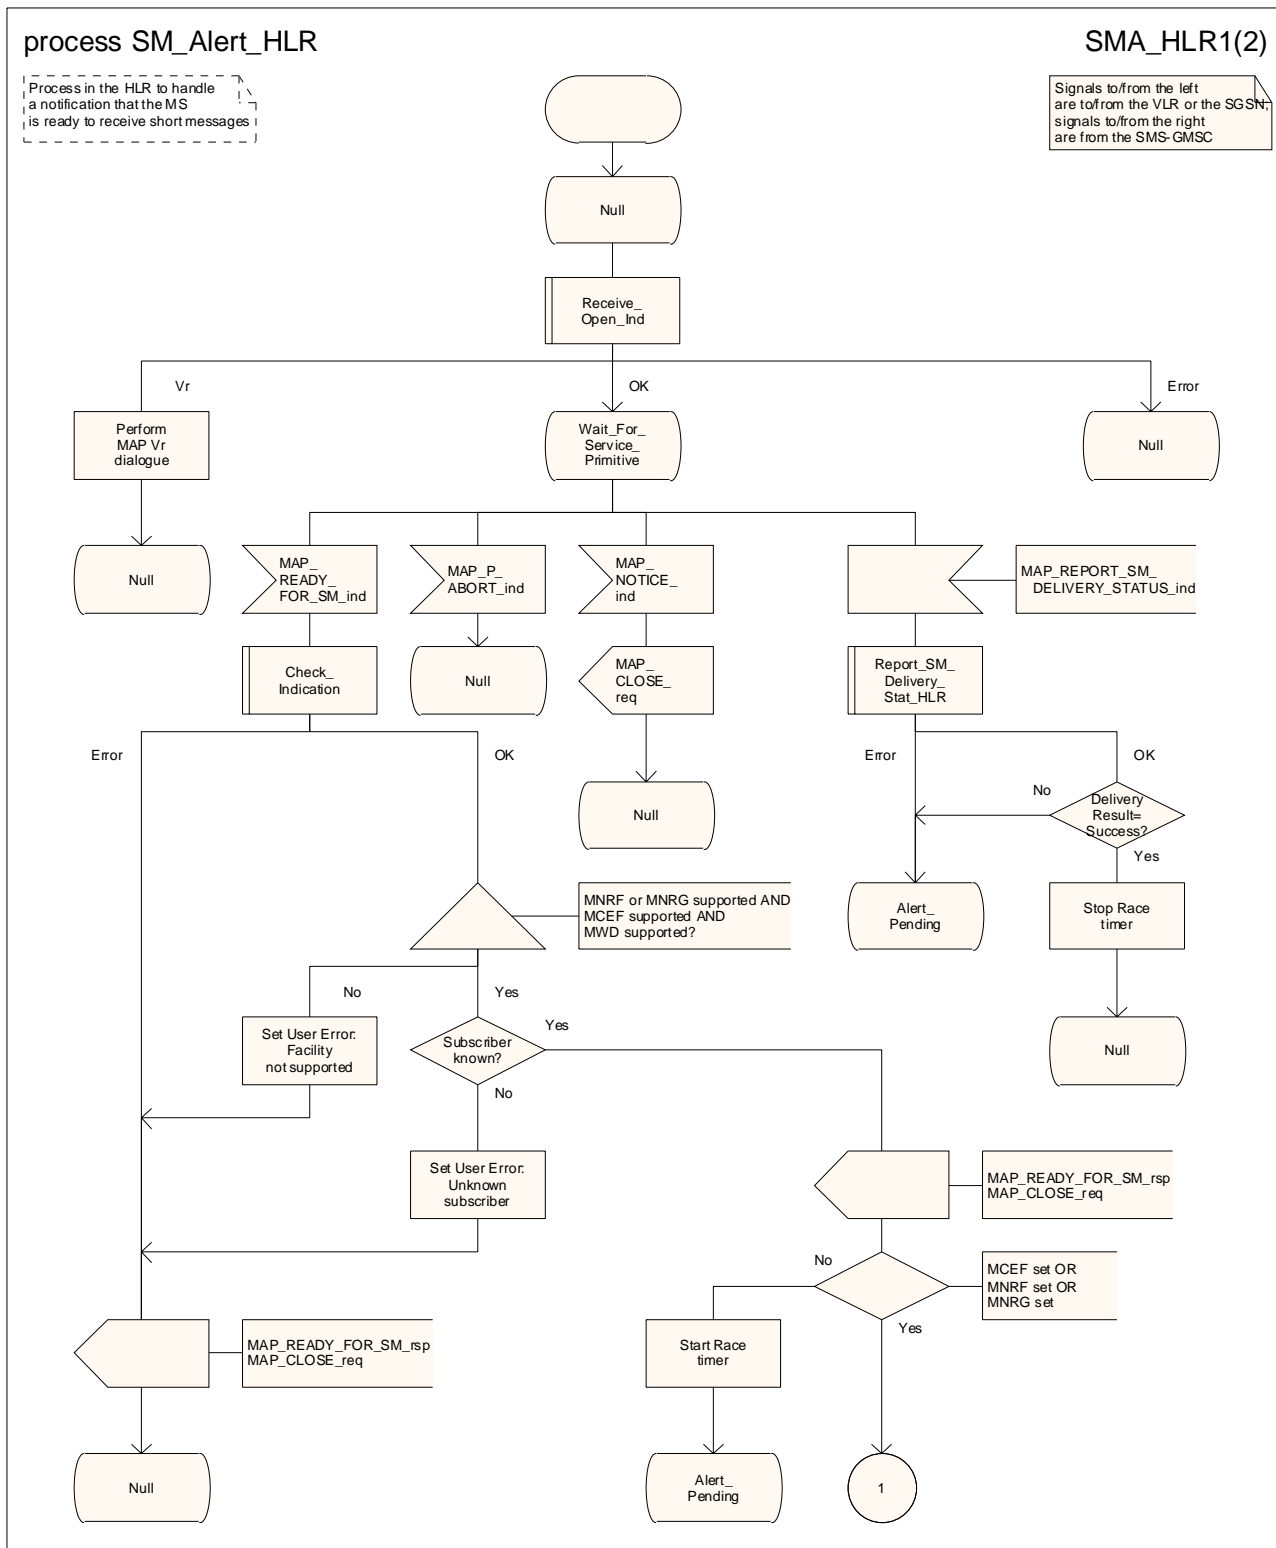 process SM_Alert_HLR
SMA_HLR1(2)
Process in the HLR to handle
a notification that the MS
is ready to receive short messages
Signals to/from the left
are to/from the VLR or the SGSN;
signals to/from the right
are from the SMS-GMSC
Null
Receive_
Open_Ind
Vr
OK
Error
Perform
MAP Vr
dialogue
Wait_For_
Service_
Primitive
Null
Null
MAP_
READY_
FOR_SM_ind
MAP_P_
ABORT_ind
MAP_
NOTICE_
ind
MAP_REPORT_SM_
DELIVERY_STATUS_ind
Check_
Indication
Null
MAP_
CLOSE_
req
Report_SM_
Delivery_
Stat_HLR
Error
OK
Error
OK
Null
No
Delivery
Result=
Success?
Yes
MNRF or MNRG supported AND
MCEF supported AND
MWD supported?
Alert_
Pending
Stop Race
timer
No
Yes
Set User Error:
Facility
not supported
Subscriber
known?
Yes
No
Null
Set User Error:
Unknown
subscriber
MAP_READY_FOR_SM_rsp
MAP_CLOSE_req
No
MCEF set OR
MNRF set OR
MNRG set
Yes
MAP_READY_FOR_SM_rsp
MAP_CLOSE_req
Start Race
timer
Null
Alert_
Pending
1